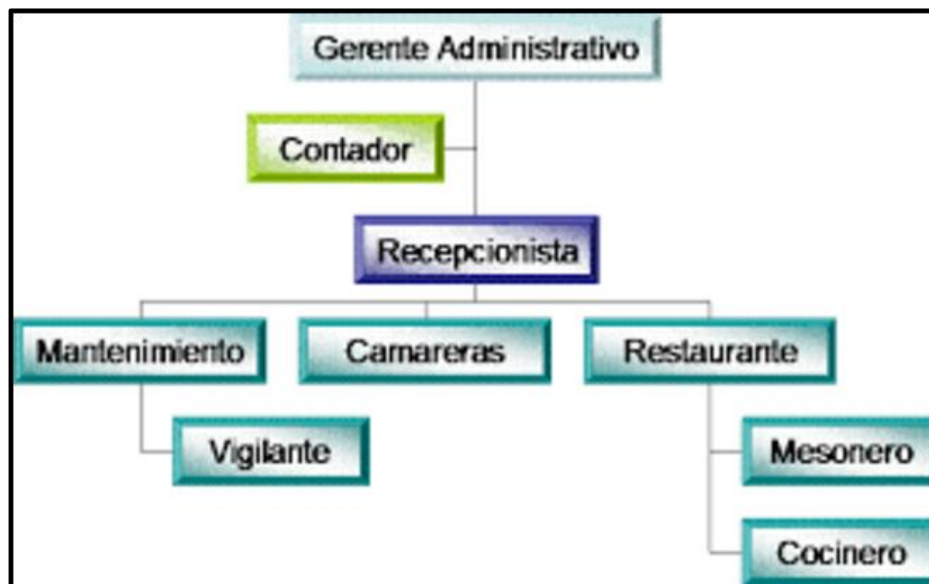 Gerente Administrativo
Contador
Recepcionista
Mantenimiento
Camareras
Restaurante
Vigilante
Mesonero
Cocinero